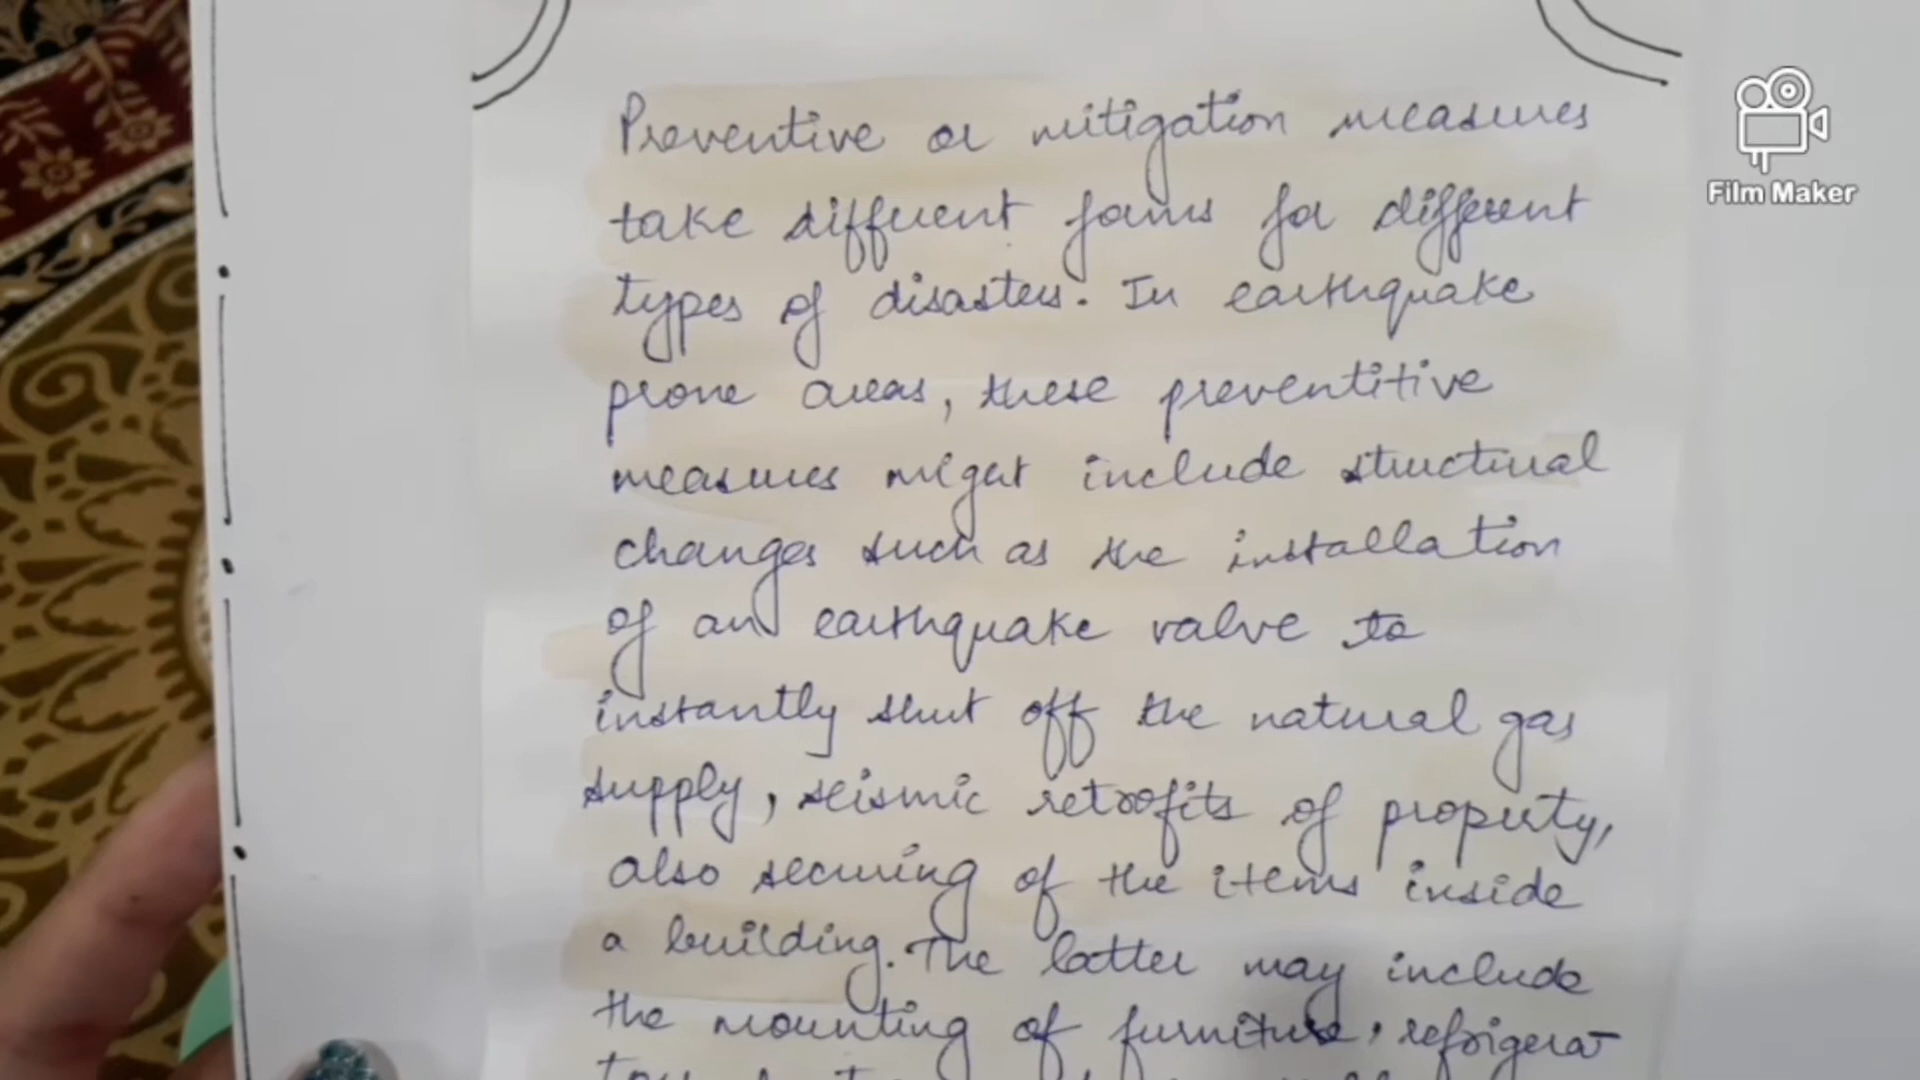 Preventive or mitigation measures
take different forms for different
types of disasters. In earthquake
prone areas, these preventitive
measures might include structural
changes such as the installation
of an earthquake valve to
instantly shut off the natural gas
supply, seismic retrofits of property,
also securing of the items inside
a building. The latter may include
the mounting of furniture, refrigerat
Film Maker